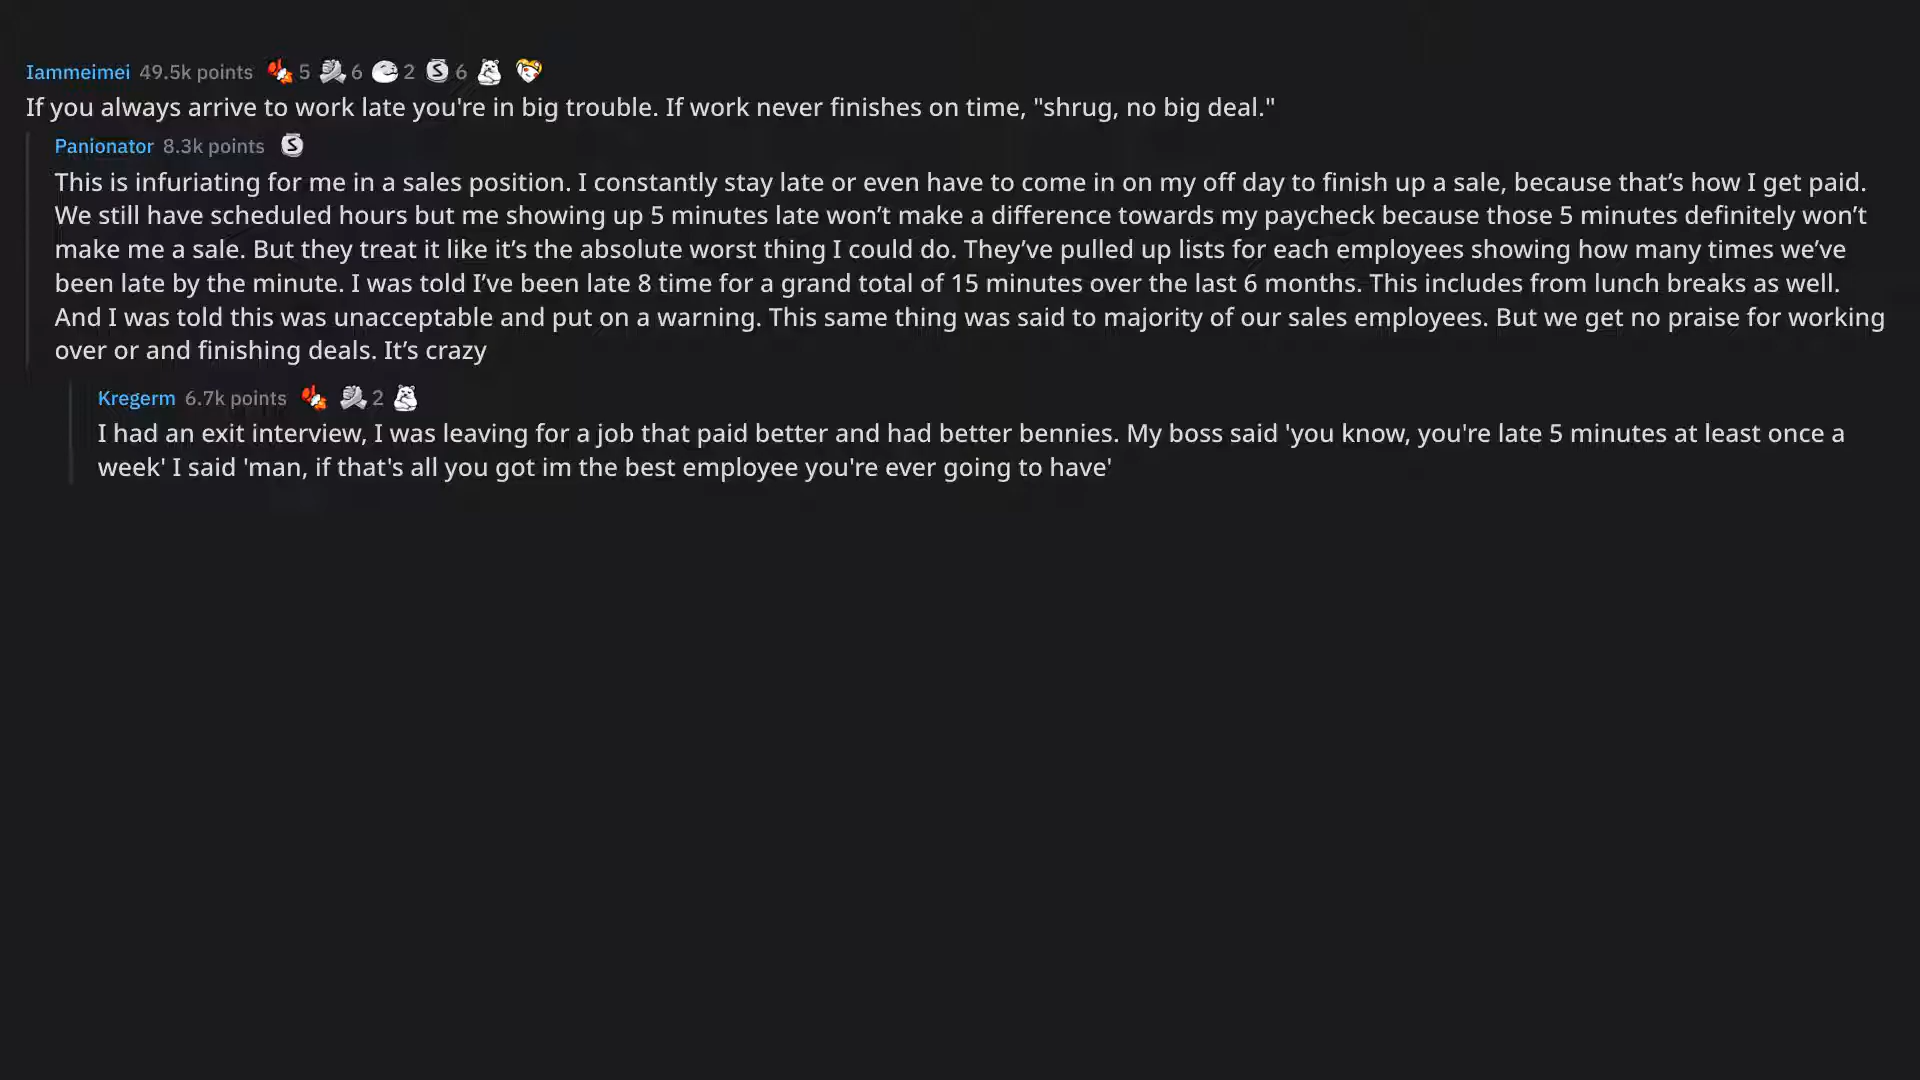 Iammeimei 49.5k points 5 6 2 S 6
If you always arrive to work late you're in big trouble. If work never finishes on time, "shrug, no big deal."
Panionator 8.3k points S
This is infuriating for me in a sales position. I constantly stay late or even have to come in on my off day to finish up a sale, because that’s how I get paid.
We still have scheduled hours but me showing up 5 minutes late won’t make a difference towards my paycheck because those 5 minutes definitely won’t
make me a sale. But they treat it like it’s the absolute worst thing I could do. They’ve pulled up lists for each employees showing how many times we’ve
been late by the minute. I was told I’ve been late 8 time for a grand total of 15 minutes over the last 6 months. This includes from lunch breaks as well.
And I was told this was unacceptable and put on a warning. This same thing was said to majority of our sales employees. But we get no praise for working
over or and finishing deals. It’s crazy
Kregerm 6.7k points 2
I had an exit interview, I was leaving for a job that paid better and had better bennies. My boss said 'you know, you're late 5 minutes at least once a
week' I said 'man, if that's all you got im the best employee you're ever going to have'